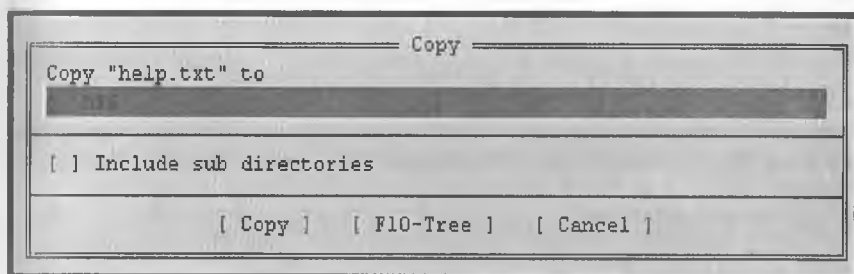 Copy
Copy "help.txt" to
[ ] Include sub directories
[ Copy ] [ F10-Tree ] [ Cancel ]